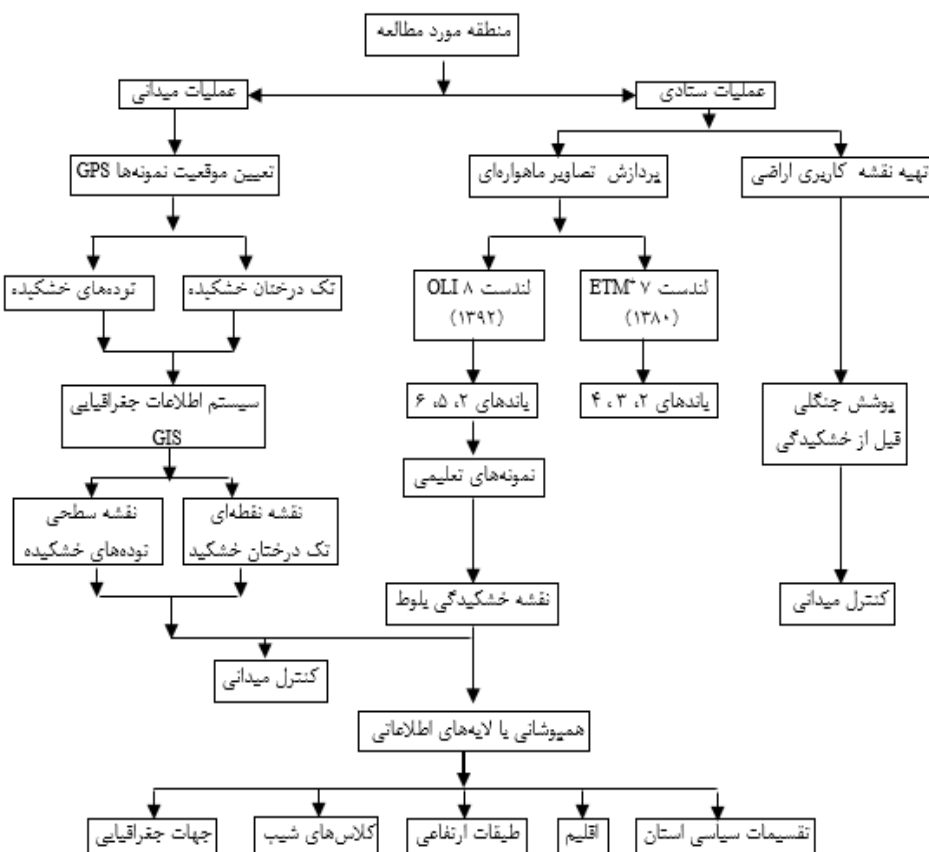 منطقه مورد مطالعه
عملیات ستادی
عملیات میدانی
تهیه نقشه کاربری اراضی
پردازش تصاویر ماهواره‌ای
تعیین موقعیت نمونه‌ها GPS
لندست ۷ ETM⁺
(۱۳۸۰)
لندست ۸ OLI
(۱۳۹۲)
تک درختان خشکیده
توده‌های خشکیده
پوشش جنگلی
قبل از خشکیدگی
باندهای ۲، ۳، ۴
باندهای ۲، ۵، ۶
سیستم اطلاعات جغرافیایی
GIS
نمونه‌های تعلیمی
نقشه نقطه‌ای
تک درختان خشکید
نقشه سطحی
توده‌های خشکیده
کنترل میدانی
نقشه خشکیدگی بلوط
کنترل میدانی
همپوشانی با لایه‌های اطلاعاتی
تقسیمات سیاسی استان
اقلیم
طبقات ارتفاعی
کلاس‌های شیب
جهات جغرافیایی